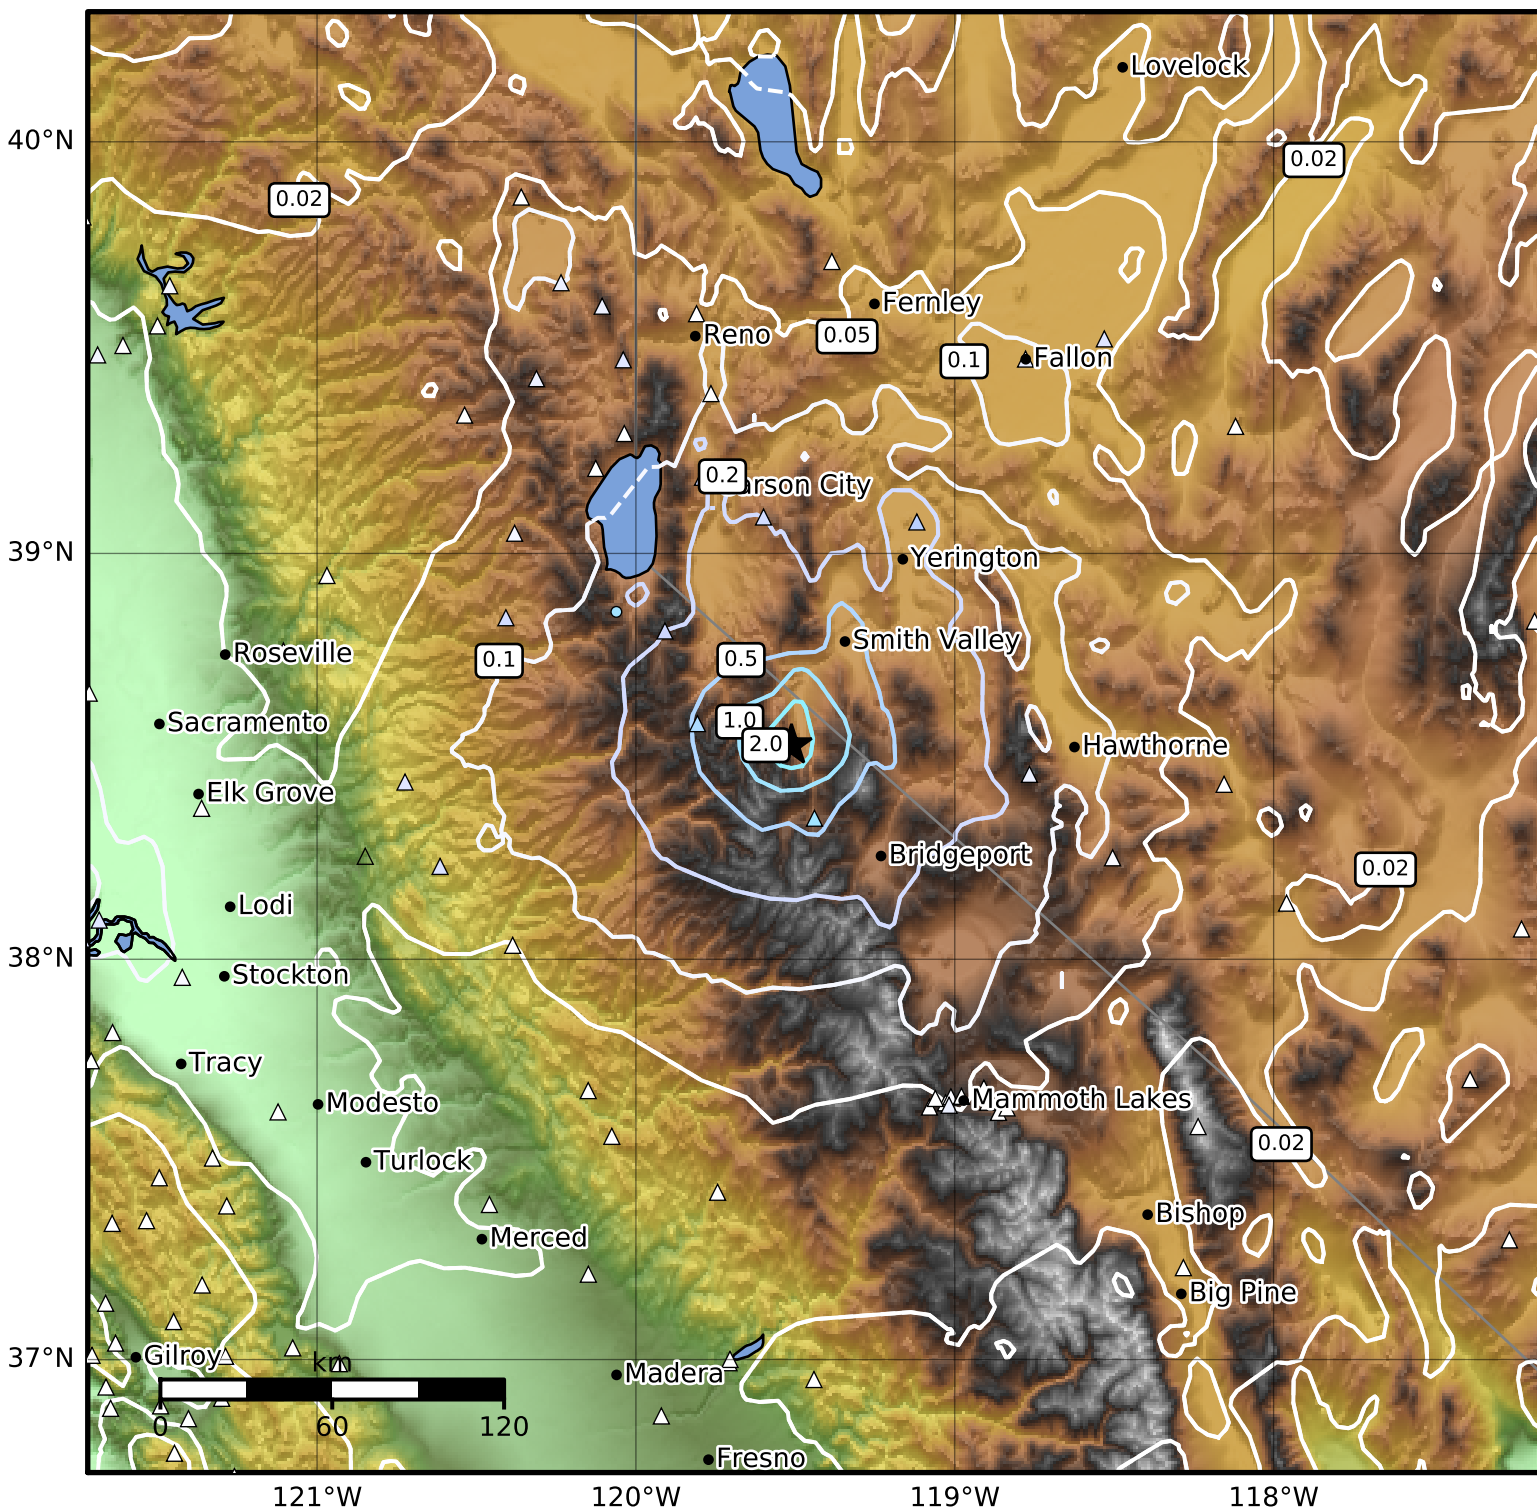 Lovelock
40°N
0.02
0.02
Fernley
Reno
0.05
0.1
Fallon
0.2
arson City
39°N
Yerington
Smith Valley
Roseville
0.1
0.5
Sacramento
1.0
2.0
Hawthorne
Elk Grove
Bridgeport
0.02
Lodi
38°N
Stockton
Tracy
Modesto
Mammoth Lakes
0.02
Turlock
Bishop
Merced
Big Pine
37°N
Gilroy
km
Madera
0
60
120
Fresno
121°W
120°W
119°W
118°W